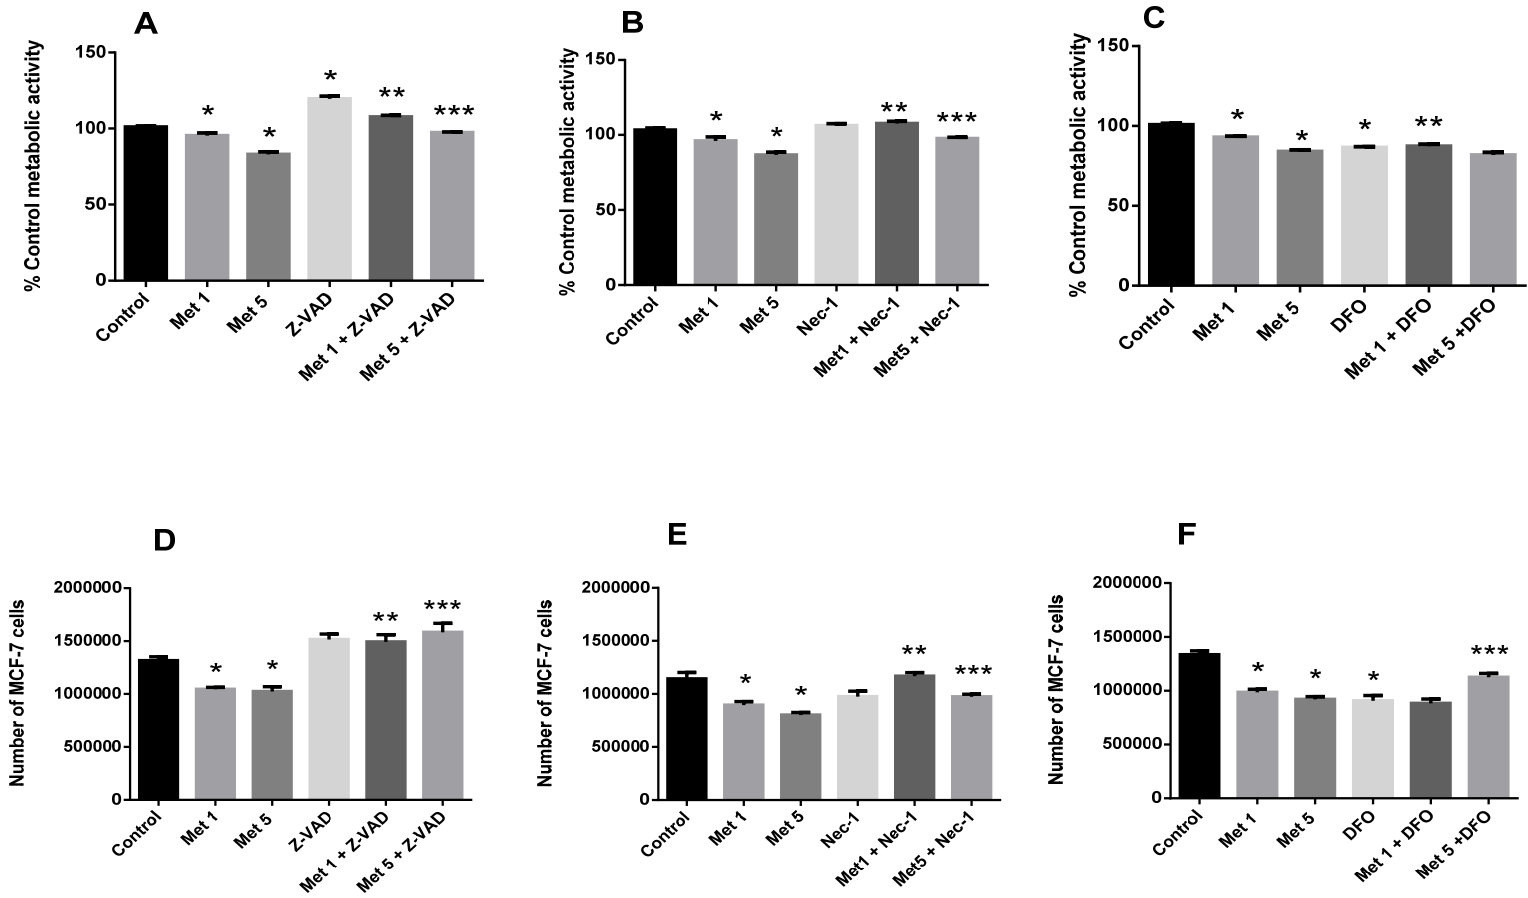 A
% Control metabolic activity
150
100
50
0
*
*
*
**
***
Control
Met 1
Met 5
Z-VAD
Met 1 + Z-VAD
Met 5 + Z-VAD
B
% Control metabolic activity
150
100
50
0
*
*
**
***
Control
Met 1
Met 5
Nec-1
Met1 + Nec-1
Met5 + Nec-1
C
% Control metabolic activity
150
100
50
0
*
*
*
**
Control
Met 1
Met 5
DFO
Met 1 + DFO
Met 5 +DFO
D
Number of MCF-7 cells
2000000
1500000
1000000
500000
0
*
*
**
***
Control
Met 1
Met 5
Z-VAD
Met 1 + Z-VAD
Met 5 + Z-VAD
E
Number of MCF-7 cells
2000000
1500000
1000000
500000
0
*
*
**
***
Control
Met 1
Met 5
Nec-1
Met1 + Nec-1
Met5 + Nec-1
F
Number of MCF-7 cells
2000000
1500000
1000000
500000
0
*
*
*
***
Control
Met 1
Met 5
DFO
Met 1 + DFO
Met 5 +DFO